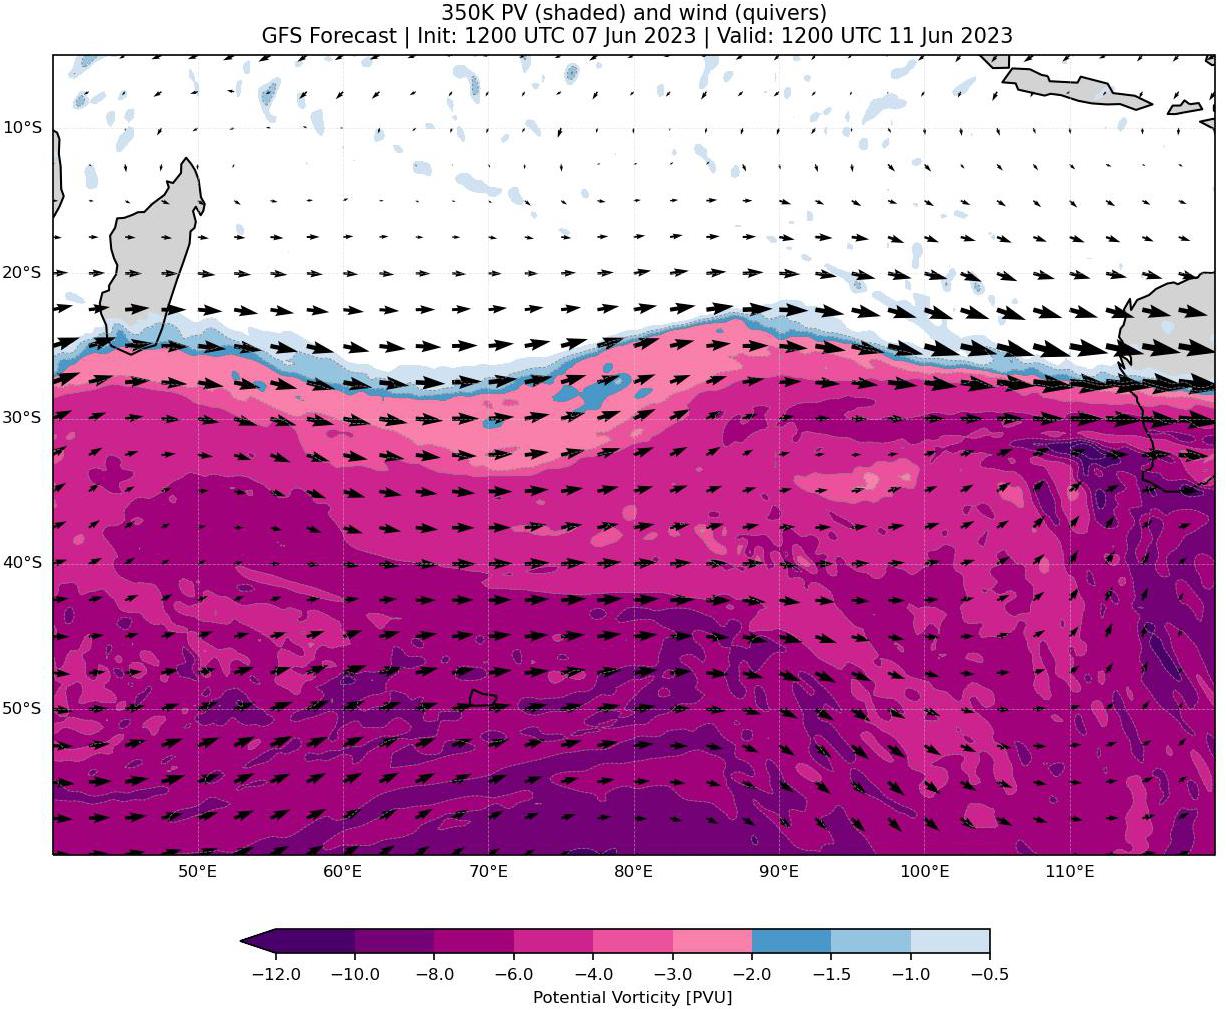 350K PV (shaded) and wind (quivers)
GFS Forecast | Init: 1200 UTC 07 Jun 2023 | Valid: 1200 UTC 11 Jun 2023
10°S
20°S
30°S
40°S
50°S
50°E 60°E 70°E 80°E 90°E 100°E 110°E
−12.0 −10.0 −8.0 −6.0 −4.0 −3.0 −2.0 −1.5 −1.0 −0.5
Potential Vorticity [PVU]